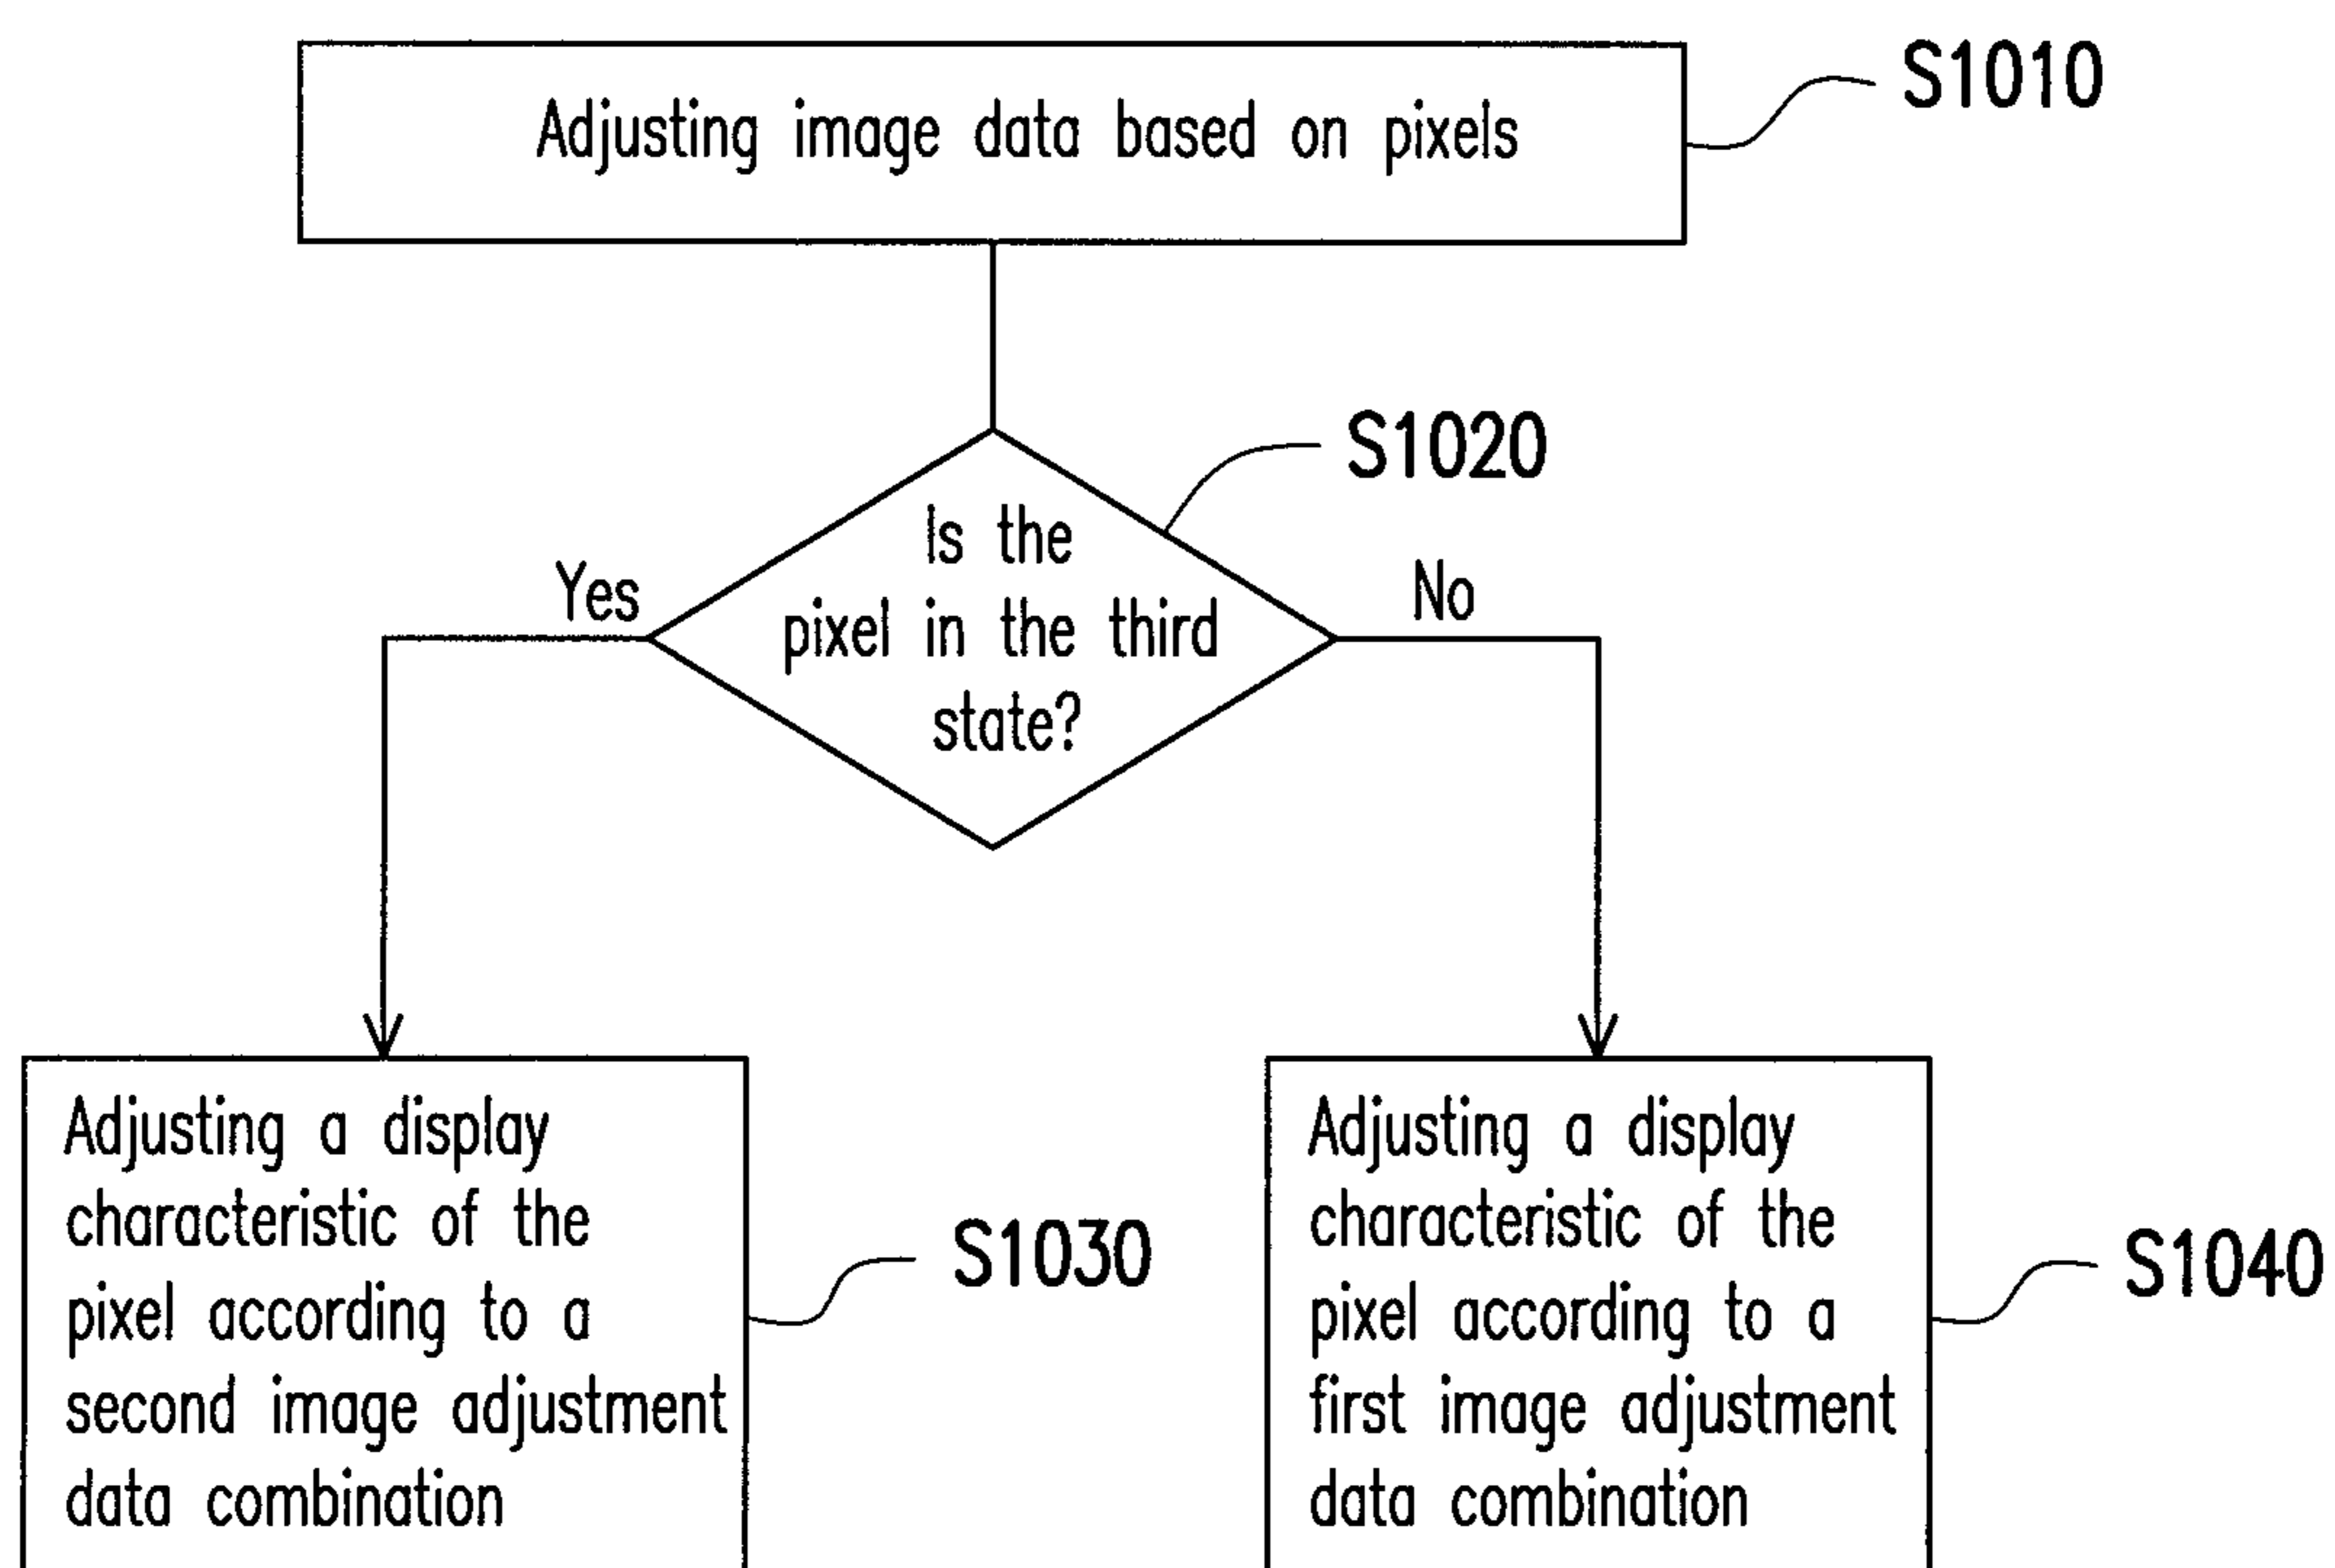 Adjusting image data based on pixels
S1010
S1020
Is the
pixel in the third
state?
Yes
No
Adjusting a display
characteristic of the
pixel according to a
second image adjustment
data combination
S1030
Adjusting a display
characteristic of the
pixel according to a
first image adjustment
data combination
S1040